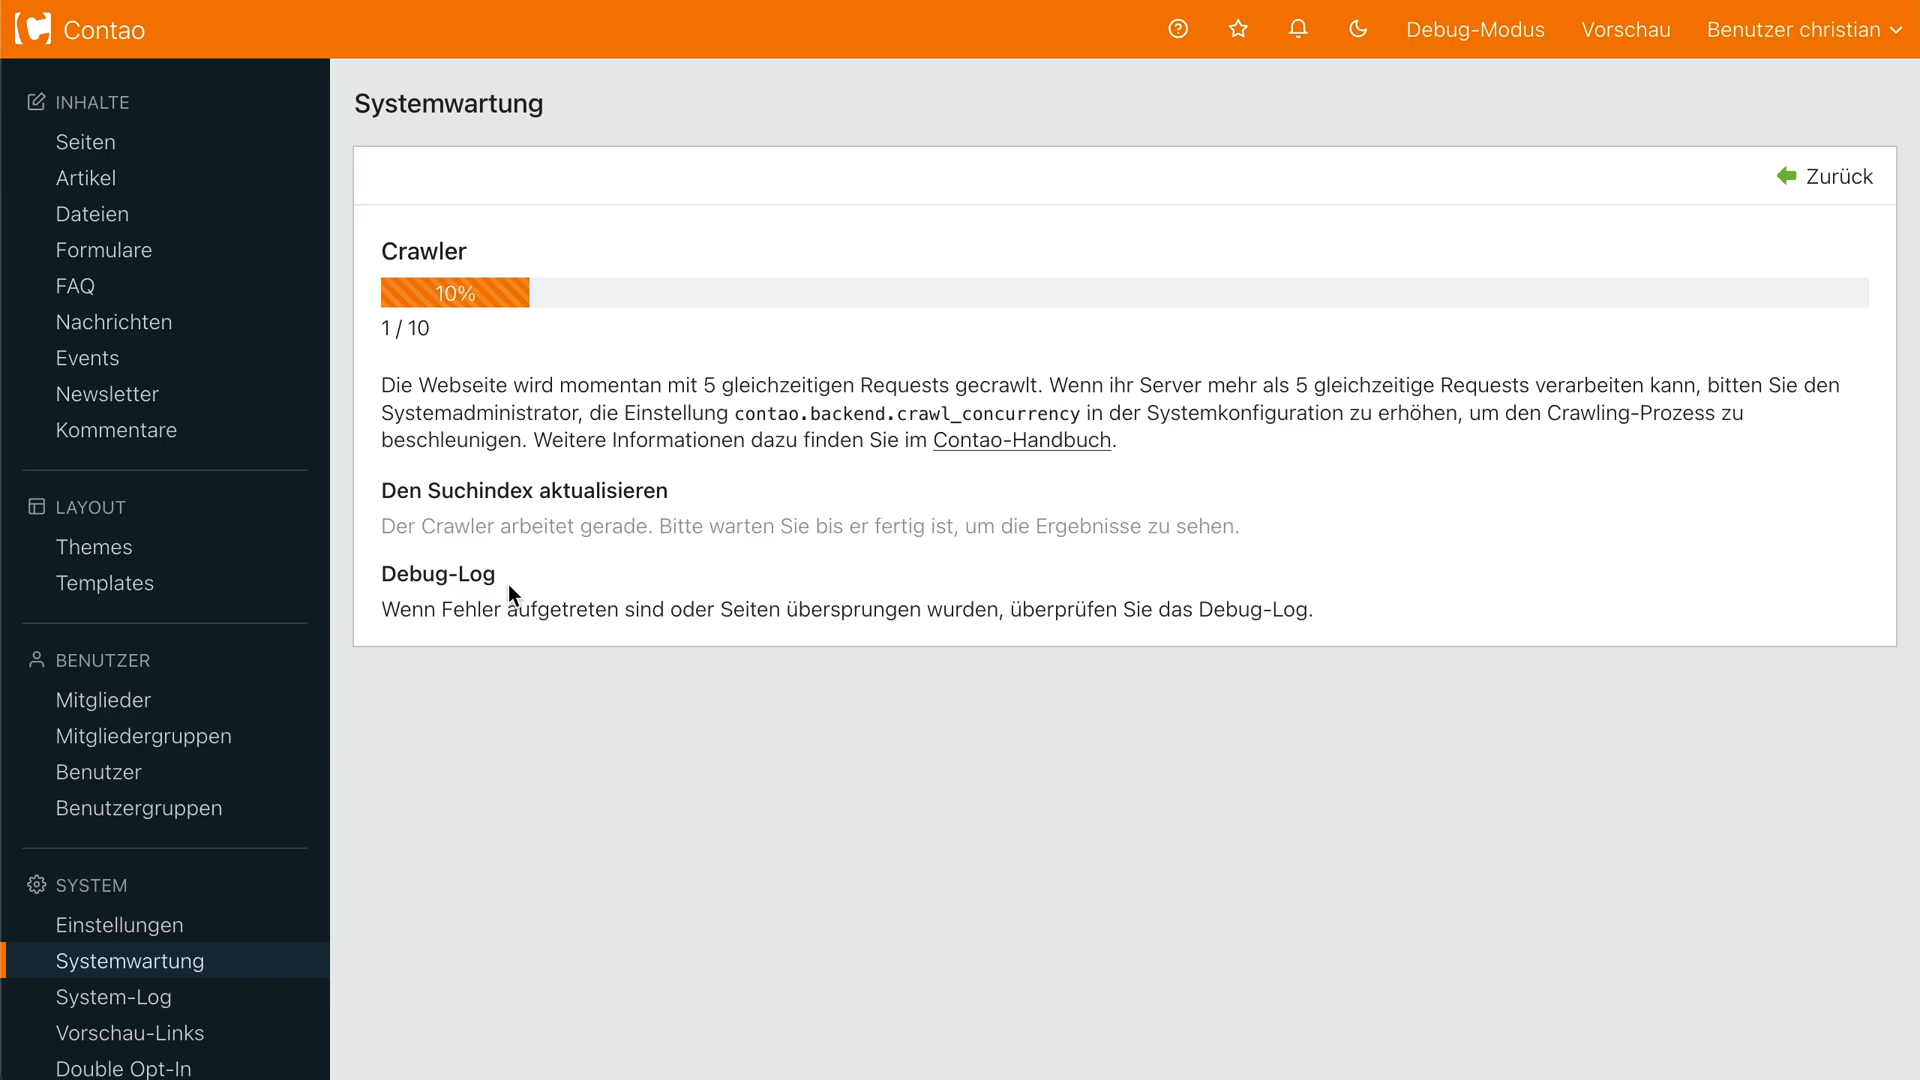 Contao
Debug-Modus
Vorschau
Benutzer christian
INHALTE
Seiten
Artikel
Dateien
Formulare
FAQ
Nachrichten
Events
Newsletter
Kommentare
LAYOUT
Themes
Templates
BENUTZER
Mitglieder
Mitgliedergruppen
Benutzer
Benutzergruppen
SYSTEM
Einstellungen
Systemwartung
System-Log
Vorschau-Links
Double Opt-In
Systemwartung
Zurück
Crawler
10%
1 / 10
Die Webseite wird momentan mit 5 gleichzeitigen Requests gecrawlt. Wenn ihr Server mehr als 5 gleichzeitige Requests verarbeiten kann, bitten Sie den
Systemadministrator, die Einstellung contao.backend.crawl_concurrency in der Systemkonfiguration zu erhöhen, um den Crawling-Prozess zu
beschleunigen. Weitere Informationen dazu finden Sie im Contao-Handbuch.
Den Suchindex aktualisieren
Der Crawler arbeitet gerade. Bitte warten Sie bis er fertig ist, um die Ergebnisse zu sehen.
Debug-Log
Wenn Fehler aufgetreten sind oder Seiten übersprungen wurden, überprüfen Sie das Debug-Log.